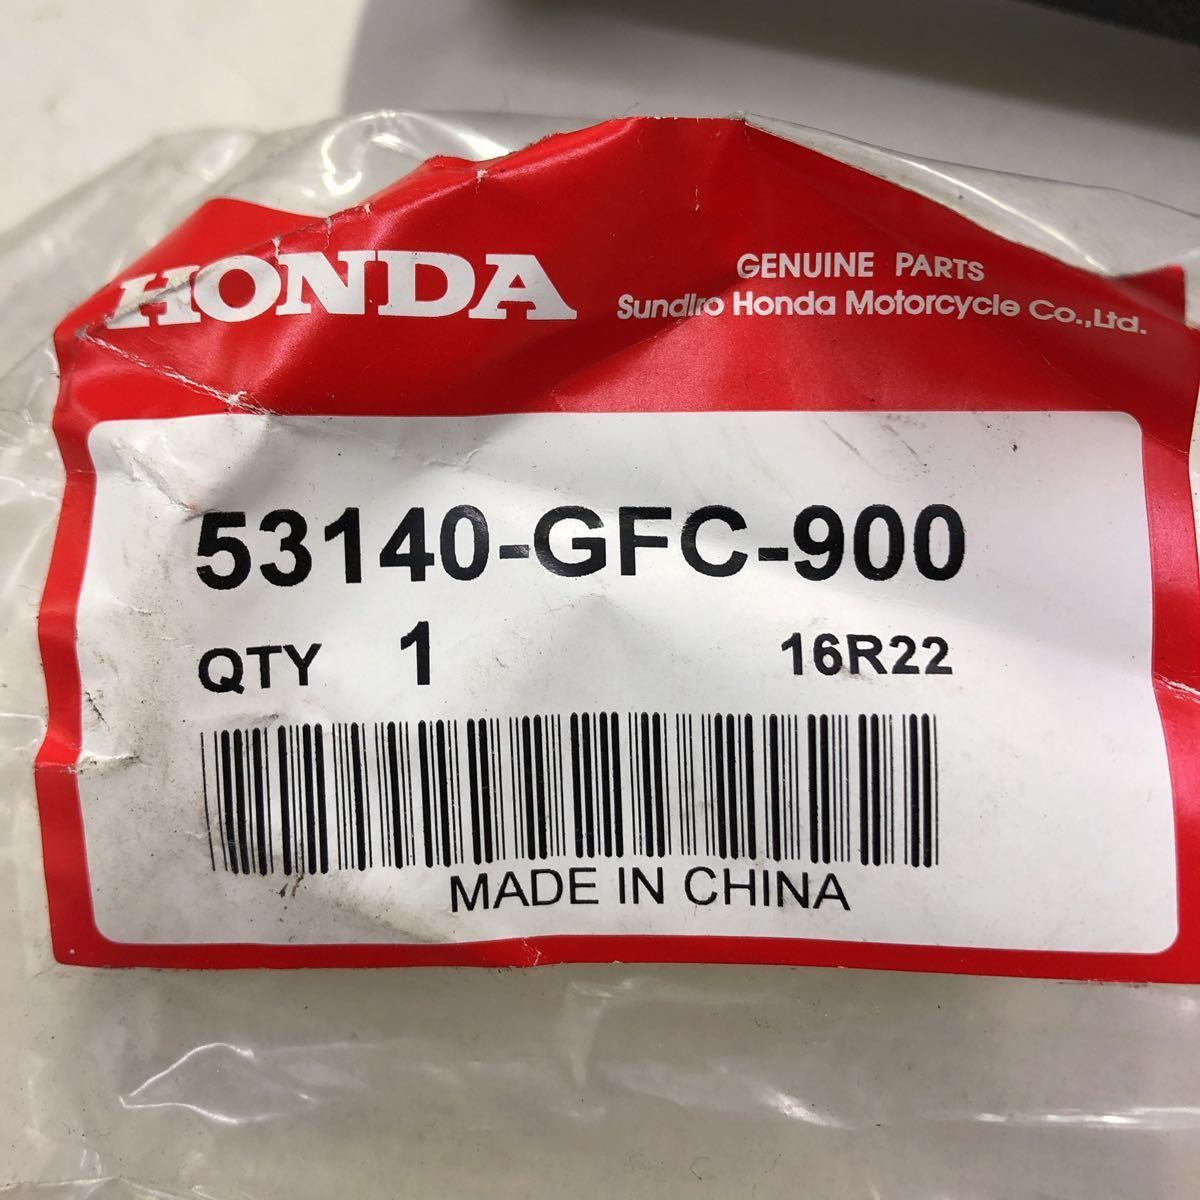 HONDA
GENUINE PARTS
Sundiro Honda Motorcycle Co.,Ltd.
53140-GFC-900
QTY 1 16R22
MADE IN CHINA